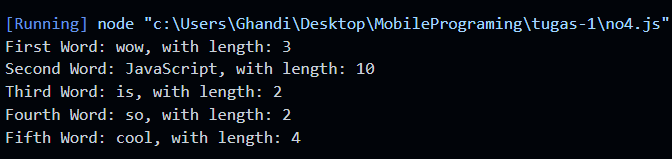 [Running] node "c:\Users\Ghandi\Desktop\MobilePrograming\tugas-1\no4.js"
First Word: wow, with length: 3
Second Word: JavaScript, with length: 10
Third Word: is, with length: 2
Fourth Word: so, with length: 2
Fifth Word: cool, with length: 4